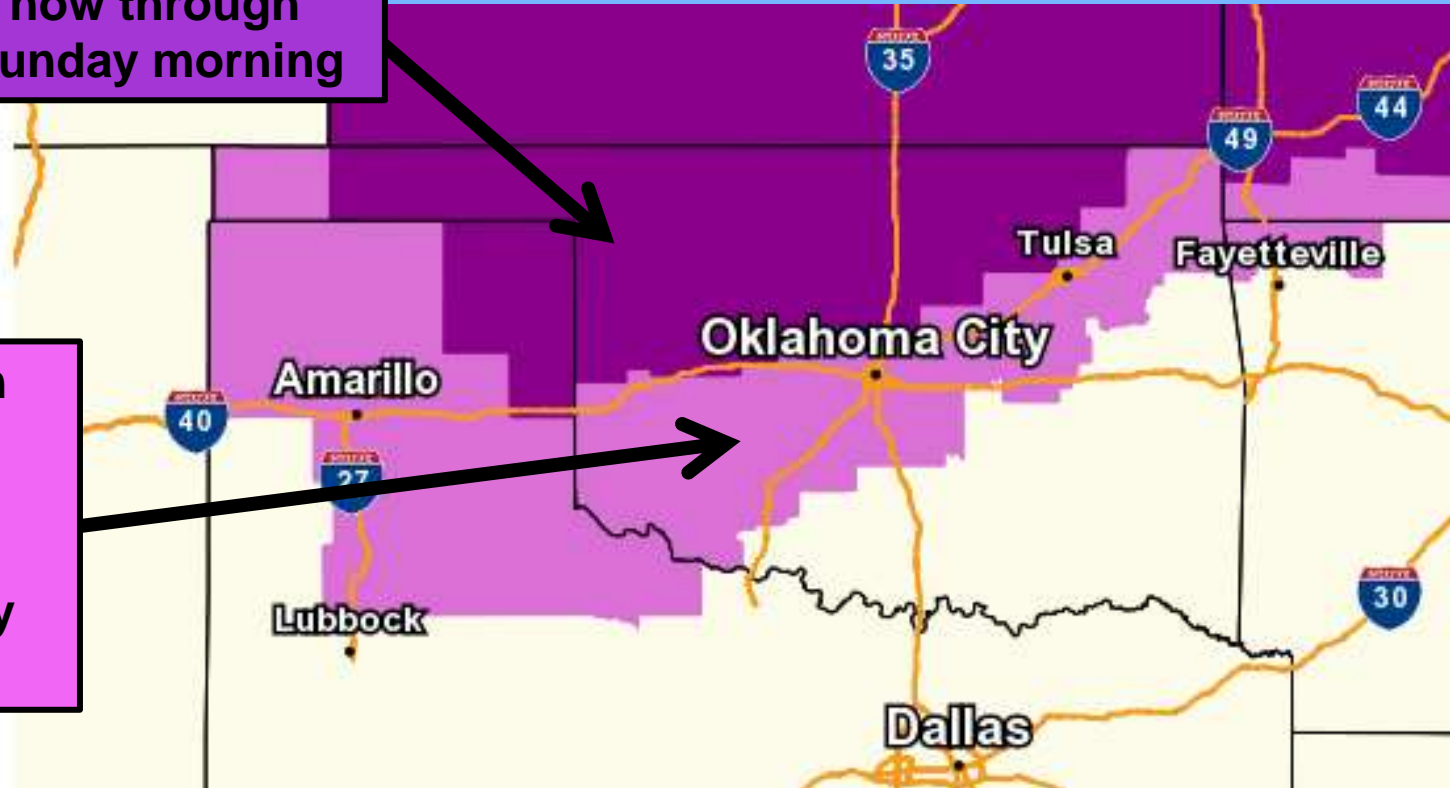 now through
unday morning
35
44
49
Tulsa
Fayetteville
Oklahoma City
Amarillo
40
27
y
30
Lubbock
Dallas